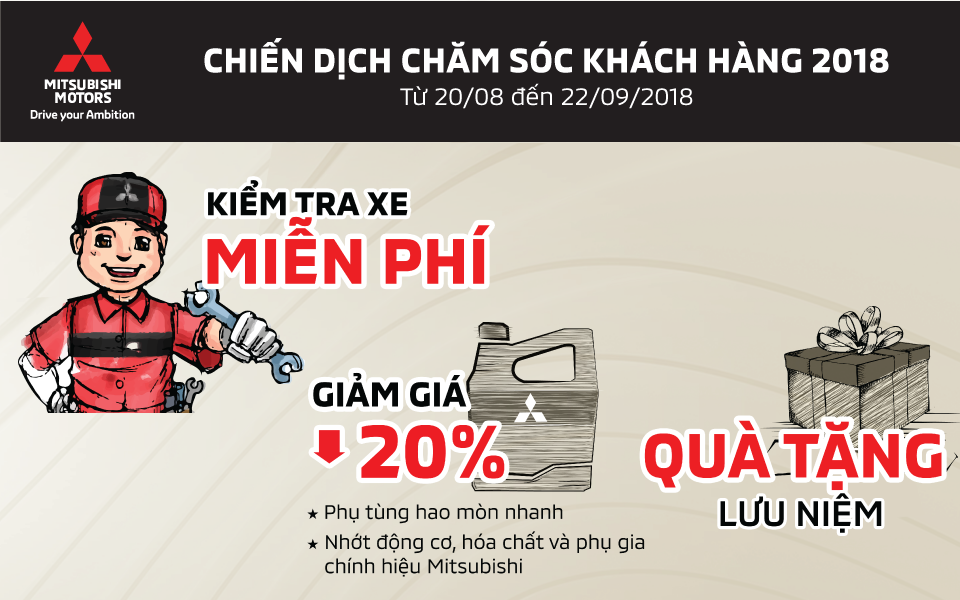 MITSUBISHI
MOTORS
Drive your Ambition
CHIẾN DỊCH CHĂM SÓC KHÁCH HÀNG 2018
Từ 20/08 đến 22/09/2018
KIỂM TRA XE
MIỄN PHÍ
GIẢM GIÁ
20%
★ Phụ tùng hao mòn nhanh
★ Nhớt động cơ, hóa chất và phụ gia
chính hiệu Mitsubishi
QUÀ TẶNG
LƯU NIỆM